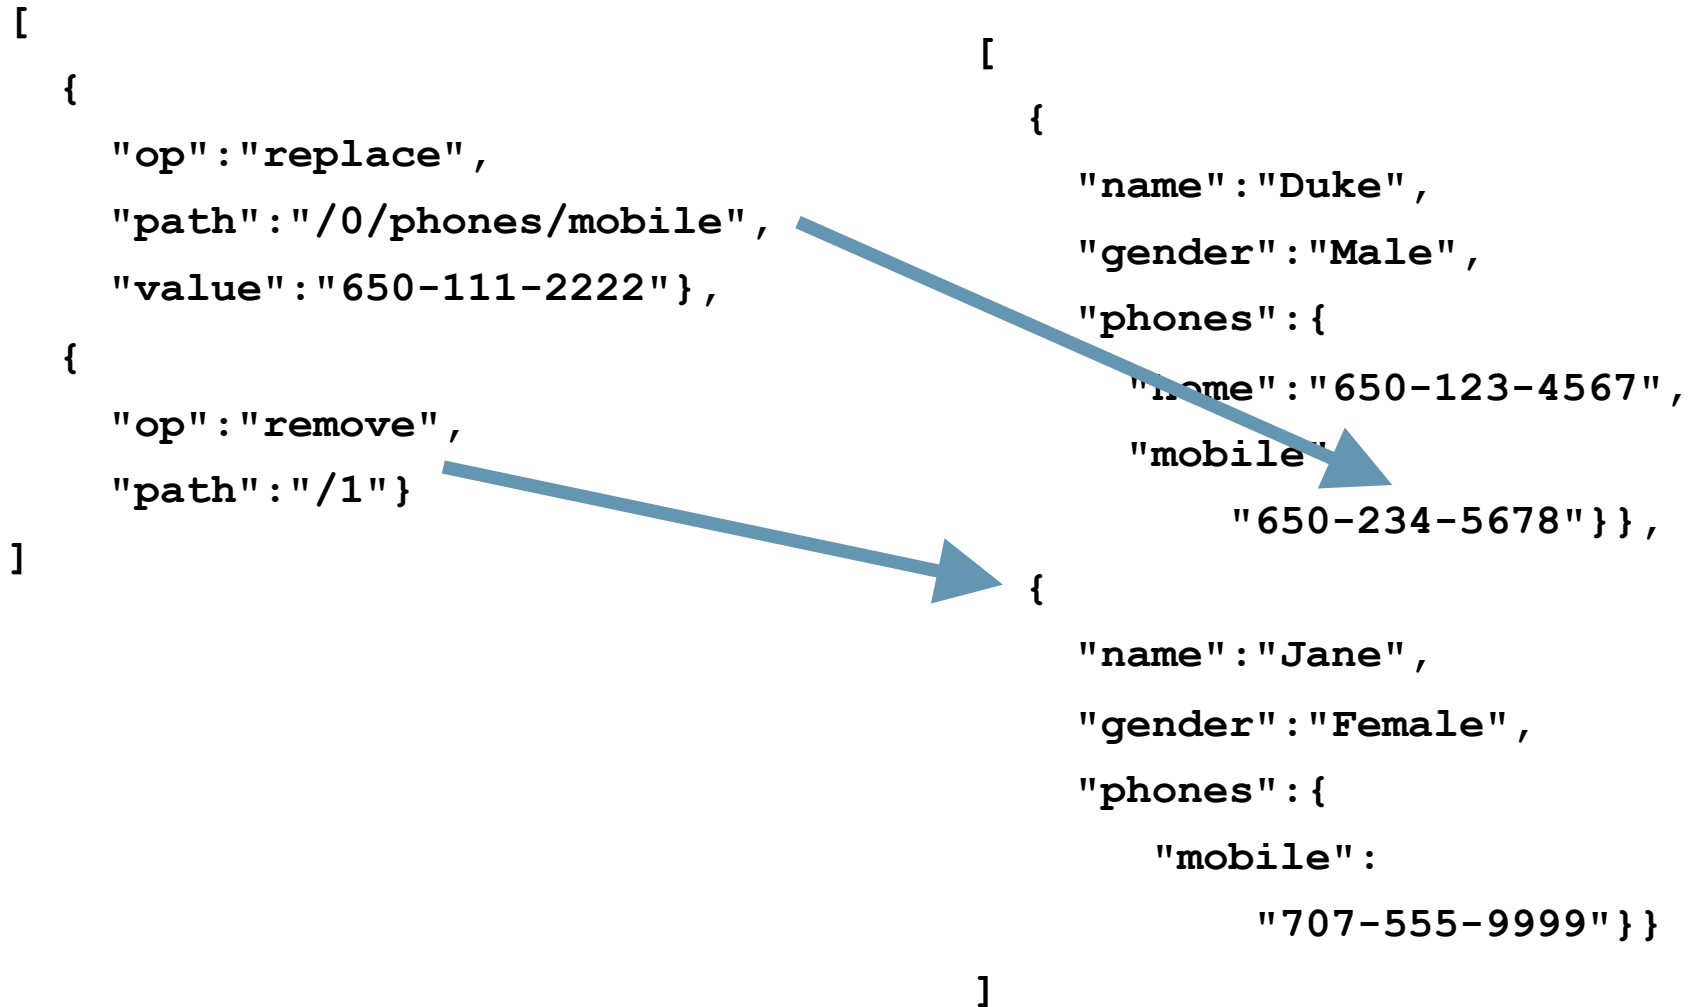 [
{
"op":"replace",
"path":"/0/phones/mobile",
"value":"650-111-2222"},
{
"op":"remove",
"path":"/1"}
]
[
{
"name":"Duke",
"gender":"Male",
"phones":{
"home":"650-123-4567",
"mobile"
"650-234-5678"}},
{
"name":"Jane",
"gender":"Female",
"phones":{
"mobile":
"707-555-9999"}}
]